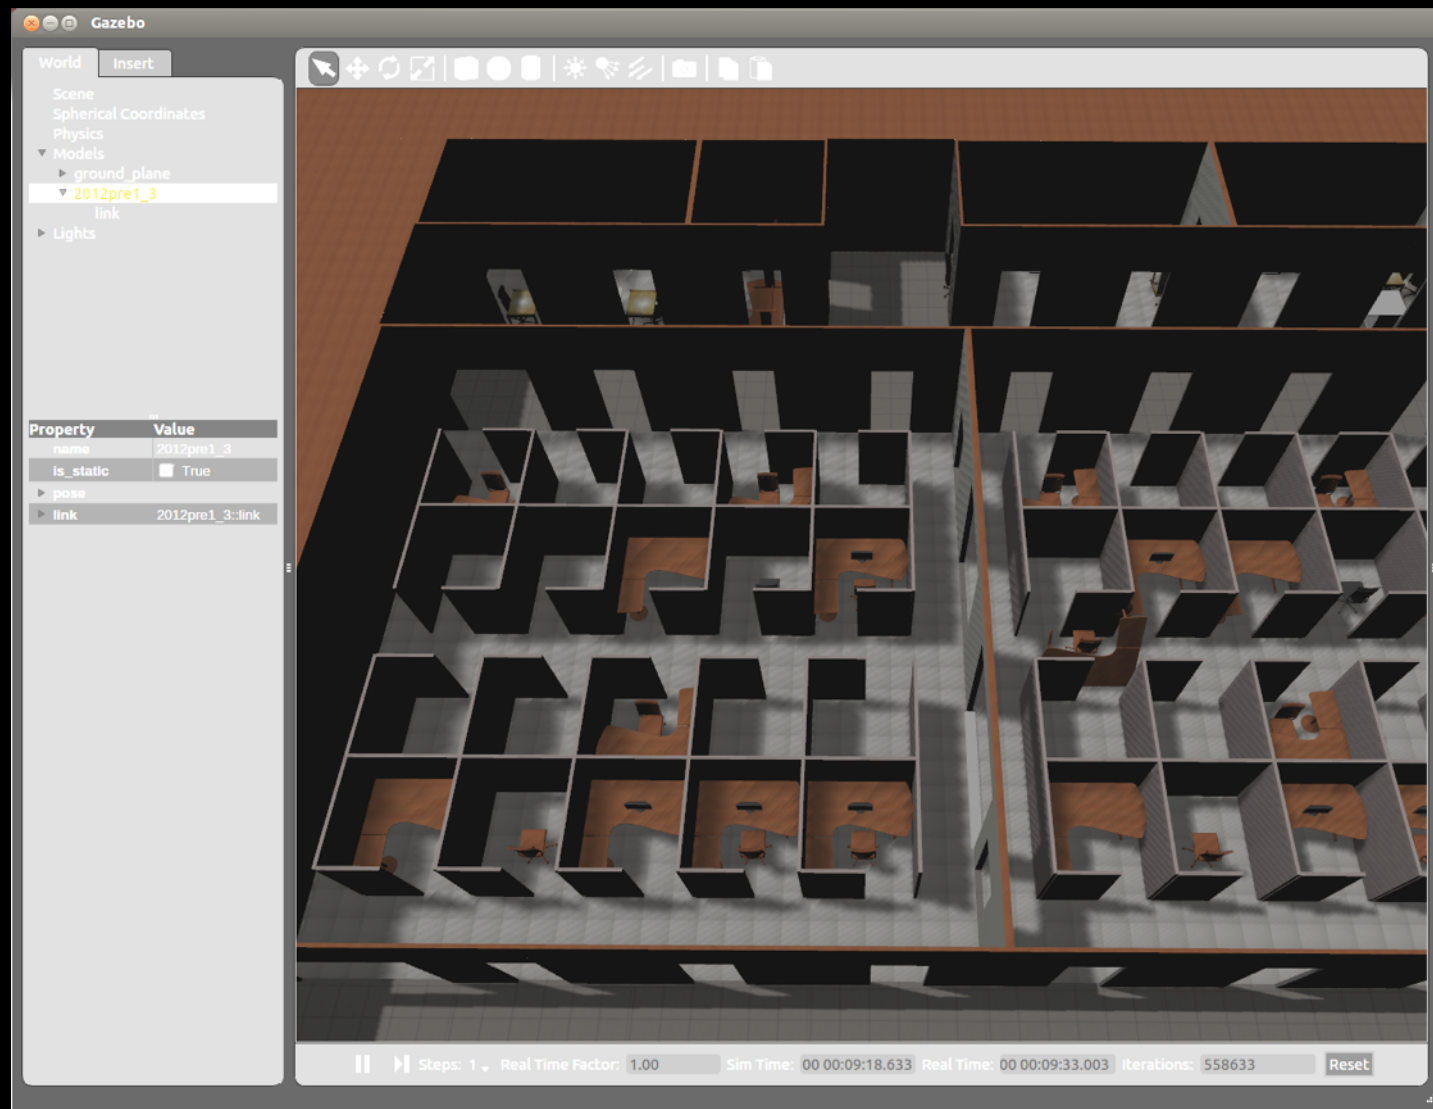 Gazebo
World Insert
Scene
Spherical Coordinates
Physics
Models
ground_plane
2012pre1_3
link
Lights
Property Value
name 2012pre1_3
is_static True
pose
link 2012pre1_3::link
Steps: 1 Real Time Factor: 1.00 Sim Time: 00 00:09:18.633 Real Time: 00 00:09:33.003 Iterations: 558633 Reset